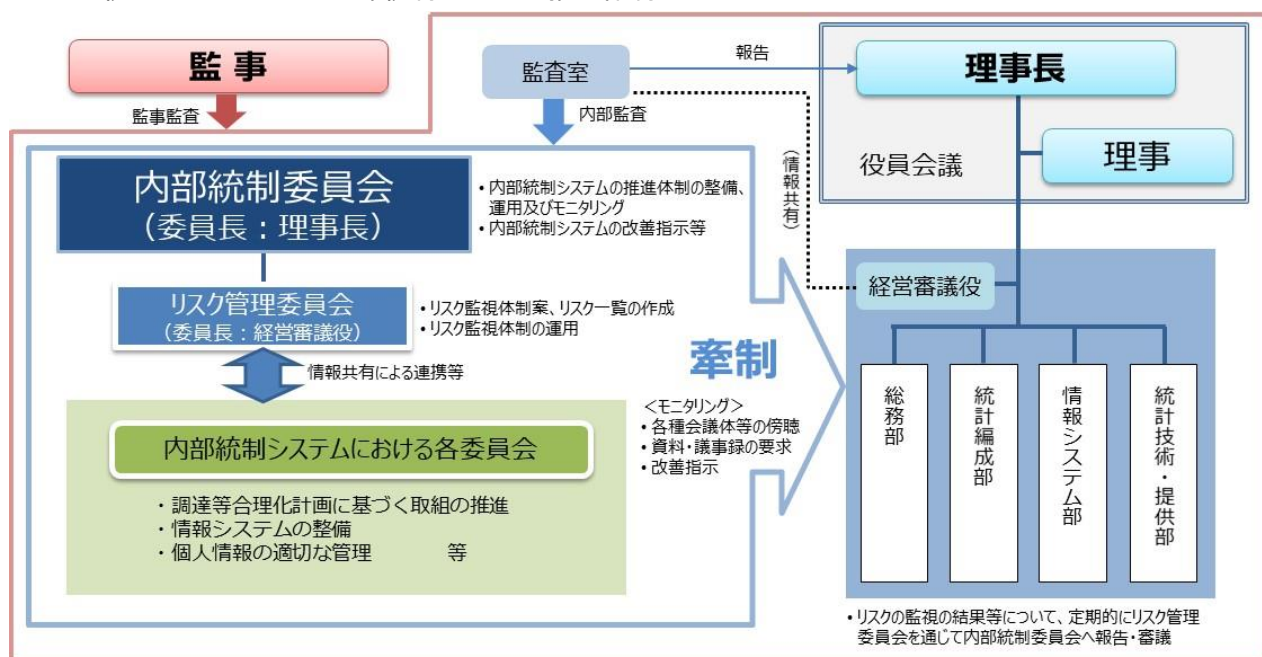 監事
監査室
報告
理事長
監事監査
内部監査
(情報共有)
役員会議
理事
内部統制委員会
(委員長:理事長)
• 内部統制システムの推進体制の整備、
運用及びモニタリング
• 内部統制システムの改善指示等
リスク管理委員会
(委員長:経営審議役)
• リスク監視体制案、リスク一覧の作成
• リスク監視体制の運用
情報共有による連携等
牽制
<モニタリング>
• 各種会議体等の傍聴
• 資料・議事録の要求
• 改善指示
内部統制システムにおける各委員会
・調達等合理化計画に基づく取組の推進
・情報システムの整備
・個人情報の適切な管理 等
経営審議役
総務部
統計編成部
情報システム部
統計技術・提供部
• リスクの監視の結果等について、定期的にリスク管理
委員会を通じて内部統制委員会へ報告・審議